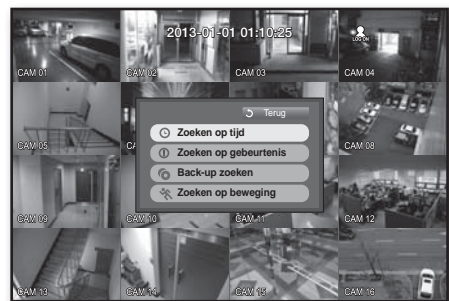 2013-01-01 01:10:25
LOG ON
CAM 01
CAM 02
CAM 03
CAM 04
Terug
Zoeken op tijd
Zoeken op gebeurtenis
Back-up zoeken
Zoeken op beweging
CAM 05
CAM 08
CAM 09
CAM 10
CAM 11
CAM 12
CAM 13
CAM 14
CAM 15
CAM 16